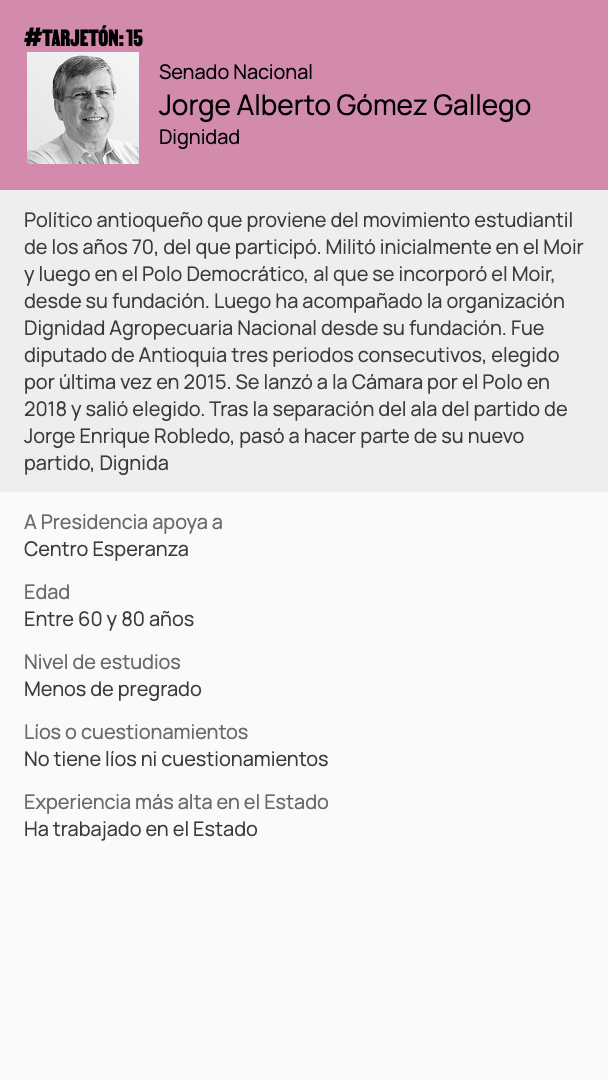 #TARJETÓN: 15
Senado Nacional
Jorge Alberto Gómez Gallego
Dignidad
Político antioqueño que proviene del movimiento estudiantil
de los años 70, del que participó. Militó inicialmente en el Moir
y luego en el Polo Democrático, al que se incorporó el Moir,
desde su fundación. Luego ha acompañado la organización
Dignidad Agropecuaria Nacional desde su fundación. Fue
diputado de Antioquia tres periodos consecutivos, elegido
por última vez en 2015. Se lanzó a la Cámara por el Polo en
2018 y salió elegido. Tras la separación del ala del partido de
Jorge Enrique Robledo, pasó a hacer parte de su nuevo
partido, Dignida
A Presidencia apoya a
Centro Esperanza
Edad
Entre 60 y 80 años
Nivel de estudios
Menos de pregrado
Líos o cuestionamientos
No tiene líos ni cuestionamientos
Experiencia más alta en el Estado
Ha trabajado en el Estado